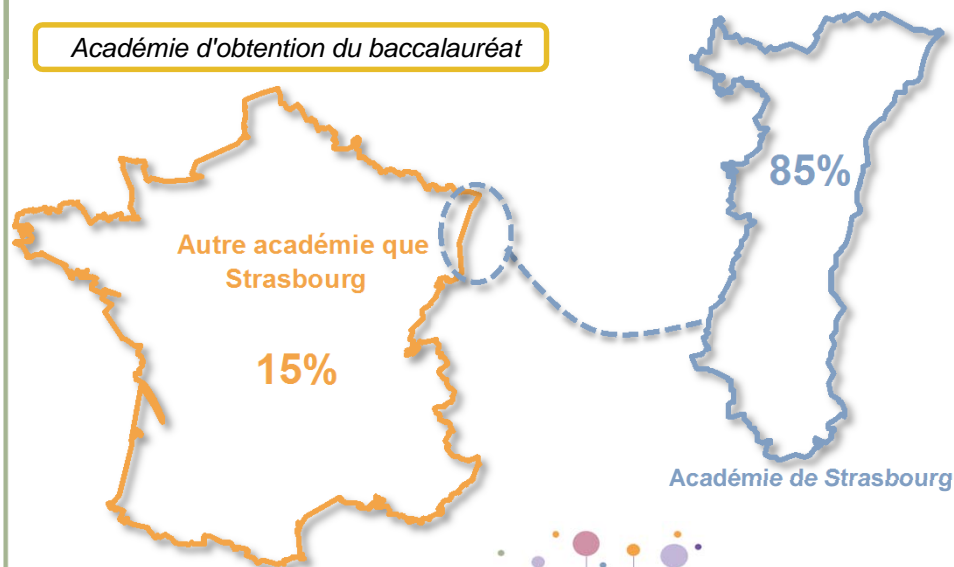 Académie d'obtention du baccalauréat
85%
Autre académie que
Strasbourg
15%
Académie de Strasbourg